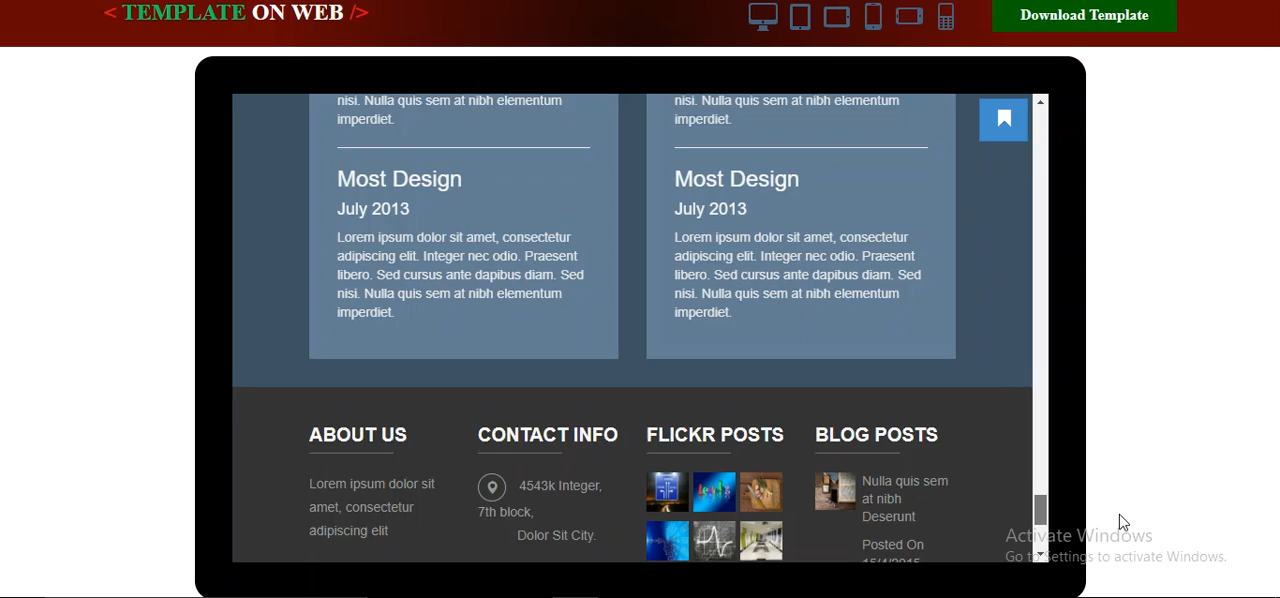 < TEMPLATE ON WEB />
Download Template
nisi. Nulla quis sem at nibh elementum
imperdiet.
Most Design
July 2013
Lorem ipsum dolor sit amet, consectetur
adipiscing elit. Integer nec odio. Praesent
libero. Sed cursus ante dapibus diam. Sed
nisi. Nulla quis sem at nibh elementum
imperdiet.
nisi. Nulla quis sem at nibh elementum
imperdiet.
Most Design
July 2013
Lorem ipsum dolor sit amet, consectetur
adipiscing elit. Integer nec odio. Praesent
libero. Sed cursus ante dapibus diam. Sed
nisi. Nulla quis sem at nibh elementum
imperdiet.
ABOUT US
Lorem ipsum dolor sit
amet, consectetur
adipiscing elit
CONTACT INFO
4543k Integer,
7th block,
Dolor Sit City.
FLICKR POSTS
BLOG POSTS
Nulla quis sem
at nibh
Deserunt
Posted On
15/4/2015
Activate Windows
Go to Settings to activate Windows.